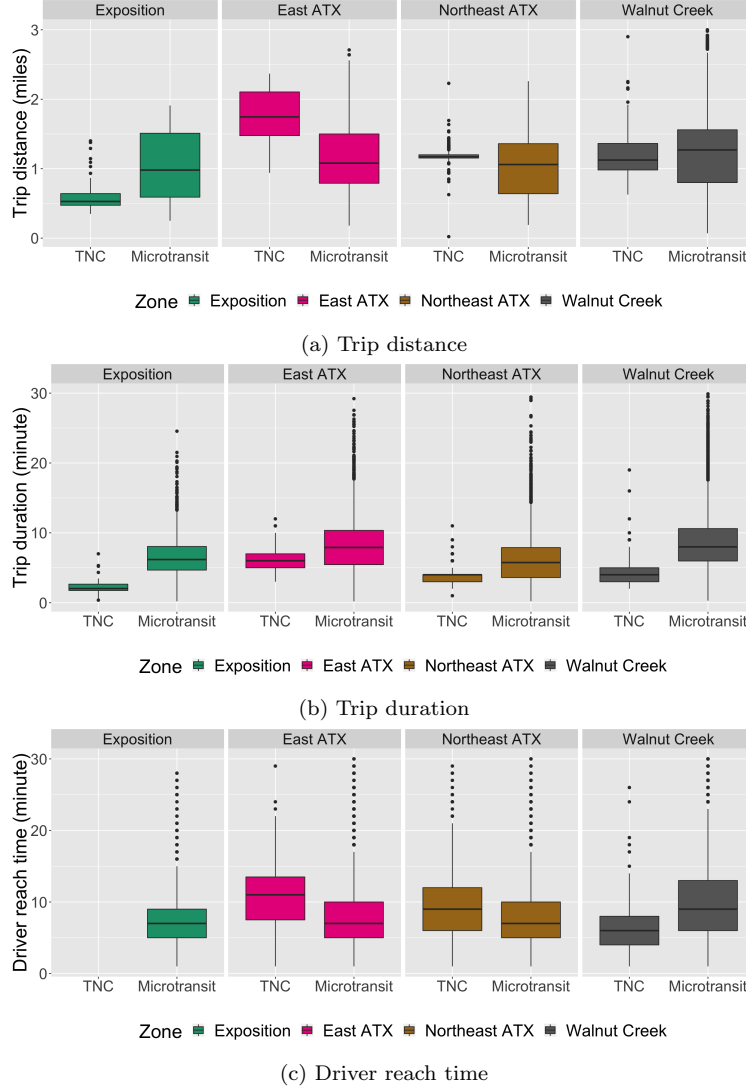 Exposition East ATX Northeast ATX Walnut Creek
Trip distance (miles)
3
2
1
0
TNC Microtransit TNC Microtransit TNC Microtransit TNC Microtransit
Zone Exposition East ATX Northeast ATX Walnut Creek
(a) Trip distance
Exposition East ATX Northeast ATX Walnut Creek
Trip duration (minute)
30
20
10
0
TNC Microtransit TNC Microtransit TNC Microtransit TNC Microtransit
Zone Exposition East ATX Northeast ATX Walnut Creek
(b) Trip duration
Exposition East ATX Northeast ATX Walnut Creek
Driver reach time (minute)
30
20
10
0
TNC Microtransit TNC Microtransit TNC Microtransit TNC Microtransit
Zone Exposition East ATX Northeast ATX Walnut Creek
(c) Driver reach time